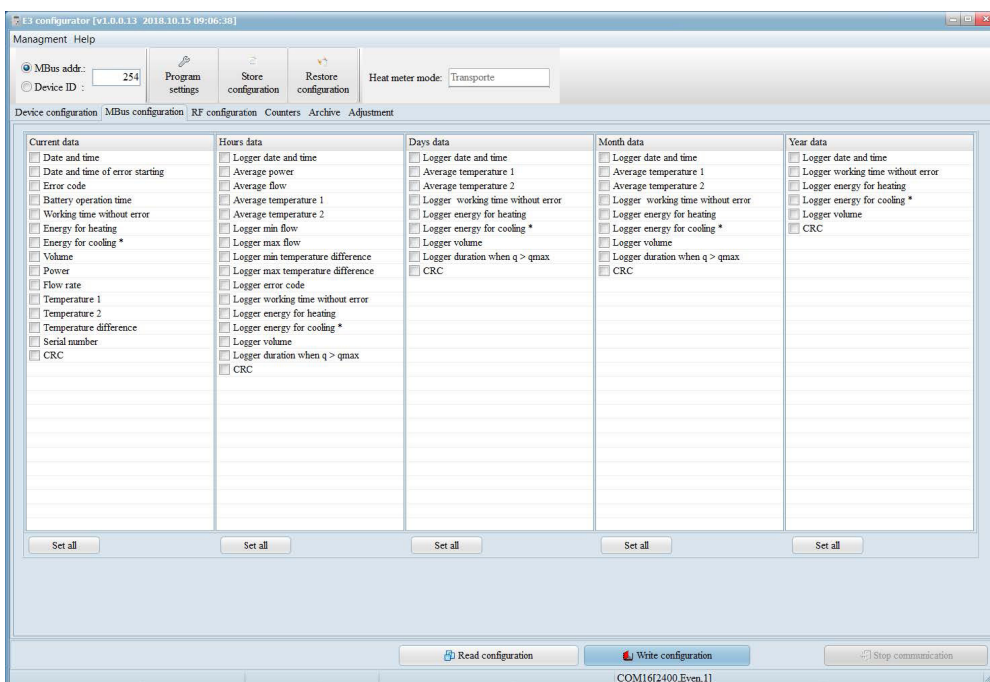 E3 configurator [v1.0.0.13 2018.10.15 09:06:38]
Managment Help
MBus addr.:
Device ID :
254
Program settings
Store configuration
Restore configuration
Heat meter mode: Transporte
Device configuration MBus configuration RF configuration Counters Archive Adjustment
Current data
Date and time
Date and time of error starting
Error code
Battery operation time
Working time without error
Energy for heating
Energy for cooling *
Volume
Power
Flow rate
Temperature 1
Temperature 2
Temperature difference
Serial number
CRC
Set all
Hours data
Logger date and time
Average power
Average flow
Average temperature 1
Average temperature 2
Logger min flow
Logger max flow
Logger min temperature difference
Logger max temperature difference
Logger error code
Logger working time without error
Logger energy for heating
Logger energy for cooling *
Logger volume
Logger duration when q > qmax
CRC
Set all
Days data
Logger date and time
Average temperature 1
Average temperature 2
Logger working time without error
Logger energy for heating
Logger energy for cooling *
Logger volume
Logger duration when q > qmax
CRC
Set all
Month data
Logger date and time
Average temperature 1
Average temperature 2
Logger working time without error
Logger energy for heating
Logger energy for cooling *
Logger volume
Logger duration when q > qmax
CRC
Set all
Year data
Logger date and time
Logger working time without error
Logger energy for heating
Logger energy for cooling *
Logger volume
CRC
Set all
Read configuration
Write configuration
Stop communication
COM16[2400,Even,1]